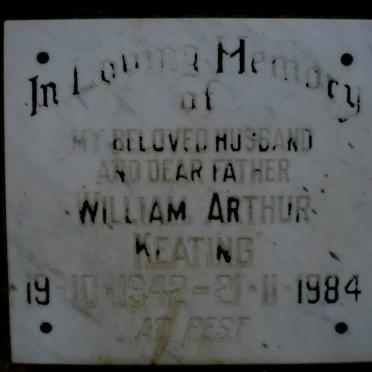 In Loving Memory
of
MY BELOVED HUSBAND
AND DEAR FATHER
WILLIAM ARTHUR
KEATING
19-10-1942-21-11-1984
AT REST